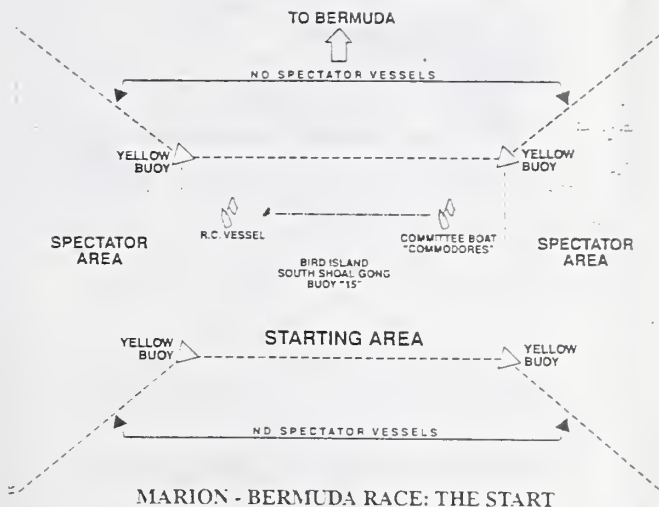 TO BERMUDA
NO SPECTATOR VESSELS
YELLOW
BUOY
YELLOW
BUOY
R.C. VESSEL
COMMITTEE BOAT
"COMMODORES"
SPECTATOR
AREA
SPECTATOR
AREA
BIRD ISLAND
SOUTH SHOAL GONG
BUOY "15"
YELLOW
BUOY
STARTING AREA
YELLOW
BUOY
NO SPECTATOR VESSELS
MARION - BERMUDA RACE: THE START